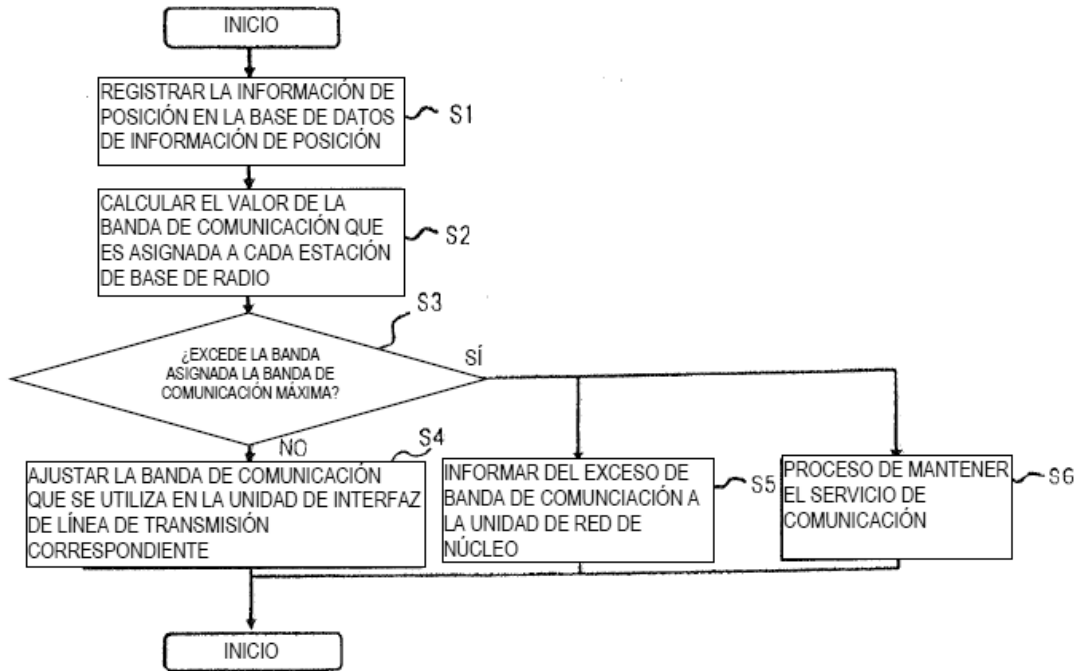 INICIO
REGISTRAR LA INFORMACIÓN DE
POSICIÓN EN LA BASE DE DATOS
DE INFORMACIÓN DE POSICIÓN
S1
CALCULAR EL VALOR DE LA
BANDA DE COMUNICACIÓN QUE
ES ASIGNADA A CADA ESTACIÓN
DE BASE DE RADIO
S2
S3
¿EXCEDE LA BANDA
ASIGNADA LA BANDA DE
COMUNICACIÓN MÁXIMA?
SÍ
NO
S4
AJUSTAR LA BANDA DE COMUNICACIÓN
QUE SE UTILIZA EN LA UNIDAD DE INTERFAZ
DE LÍNEA DE TRANSMISIÓN
CORRESPONDIENTE
INFORMAR DEL EXCESO DE
BANDA DE COMUNCIACIÓN A
LA UNIDAD DE RED DE
NÚCLEO
S5
PROCESO DE MANTENER
EL SERVICIO DE
COMUNICACIÓN
S6
INICIO